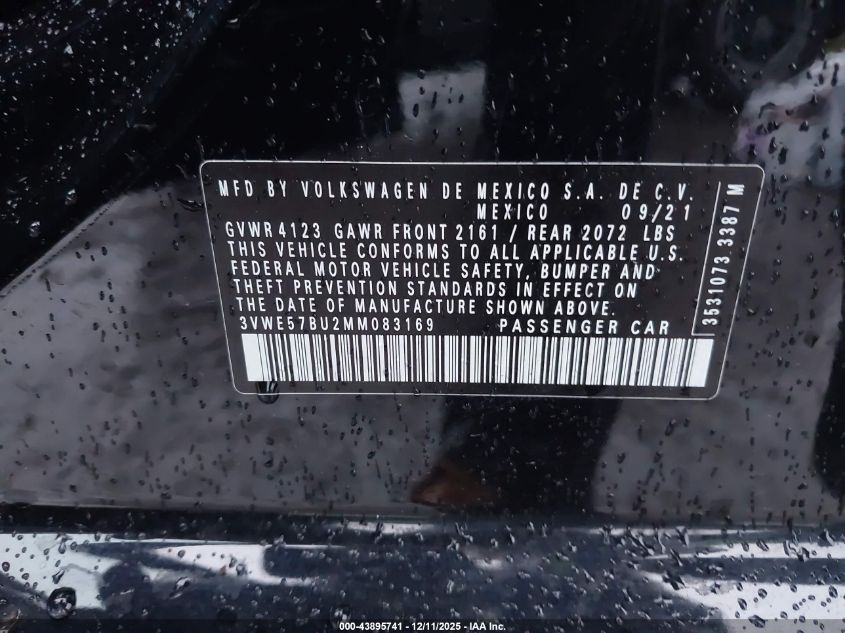 MFD BY VOLKSWAGEN DE MEXICO S.A. DE C.V.
MEXICO 09/21
GVWR 4123 GAWR FRONT 2161 / REAR 2072 LBS
THIS VEHICLE CONFORMS TO ALL APPLICABLE U.S.
FEDERAL MOTOR VEHICLE SAFETY, BUMPER AND
THEFT PREVENTION STANDARDS IN EFFECT ON
THE DATE OF MANUFACTURE SHOWN ABOVE.
3VWE57BU2MM083169 PASSENGER CAR
3531073.3387 M
000-43895741 - 12/11/2025 - IAA Inc.